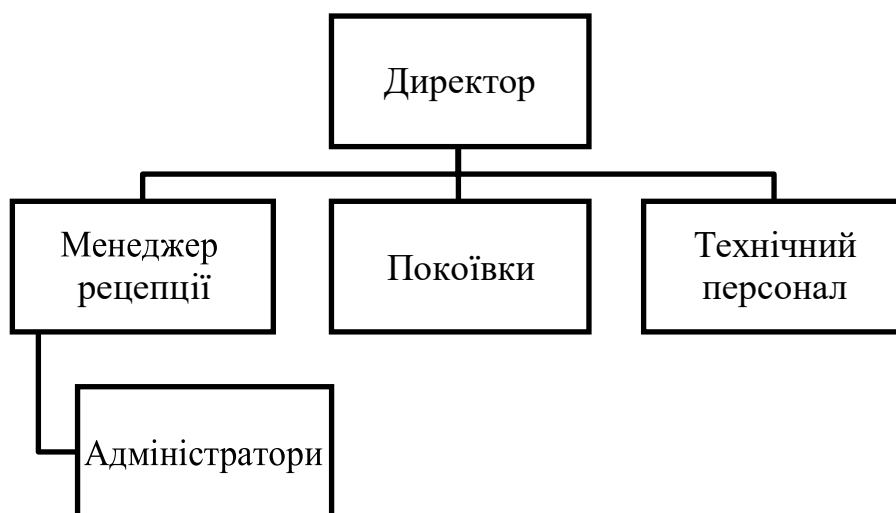 Директор
Менеджер
рецепції
Покоївки
Технічний
персонал
Адміністратори